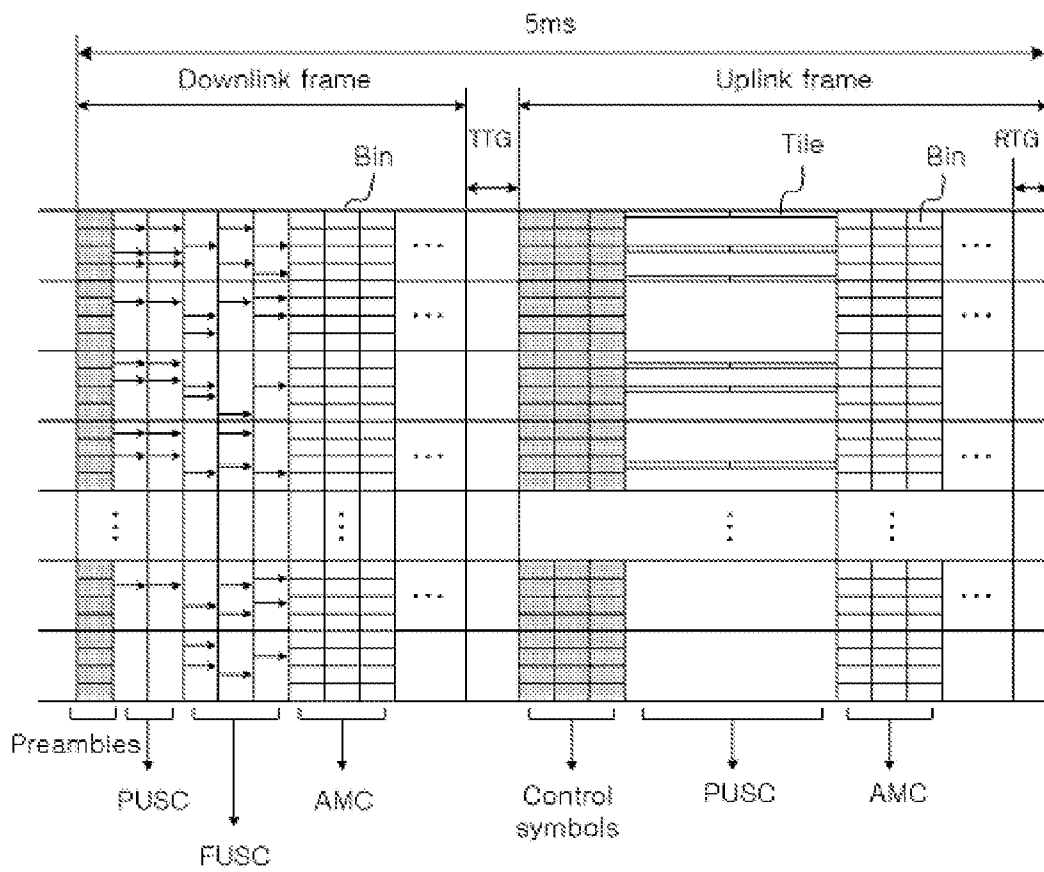 5ms
Downlink frame
Uplink frame
TTG
RTG
Bin
Tile
Bin
Preambles
PUSC
FUSC
AMC
Control
symbols
PUSC
AMC